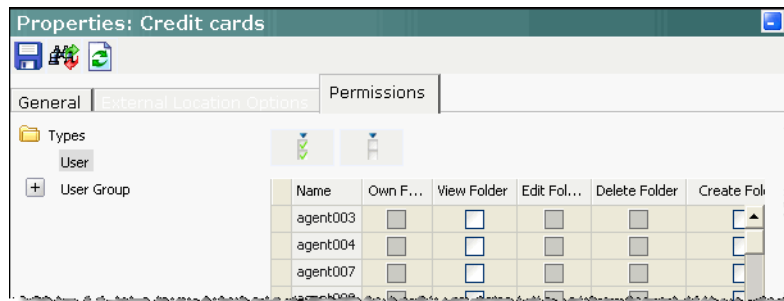 Properties: Credit cards
General External Location Options Permissions
Types
User
User Group
Name Own F... View Folder Edit Fol... Delete Folder Create Fold
agent003
agent004
agent007